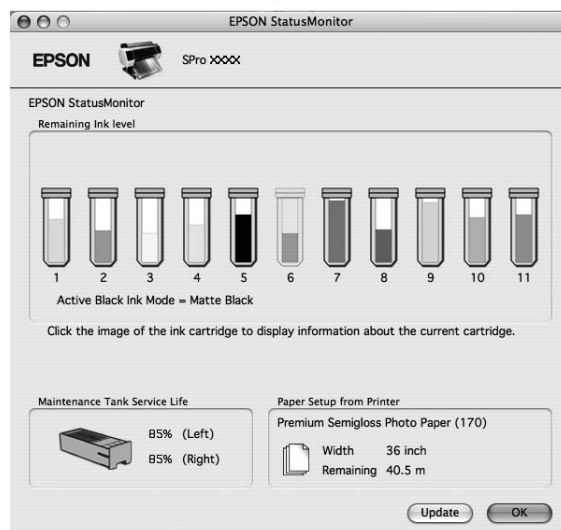 EPSON StatusMonitor
EPSON SPro XXXX
EPSON StatusMonitor
Remaining Ink level
1 2 3 4 5 6 7 8 9 10 11
Active Black Ink Mode = Matte Black
Click the image of the ink cartridge to display information about the current cartridge.
Maintenance Tank Service Life
85% (Left)
85% (Right)
Paper Setup from Printer
Premium Semigloss Photo Paper (170)
Width 36 inch
Remaining 40.5 m
Update OK